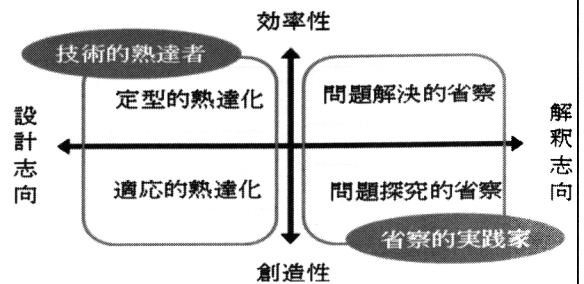 効率性
技術的熟達者
定型的熟達化
問題解決的省察
設計志向
解釈志向
適応的熟達化
問題探究的省察
省察的実践家
創造性